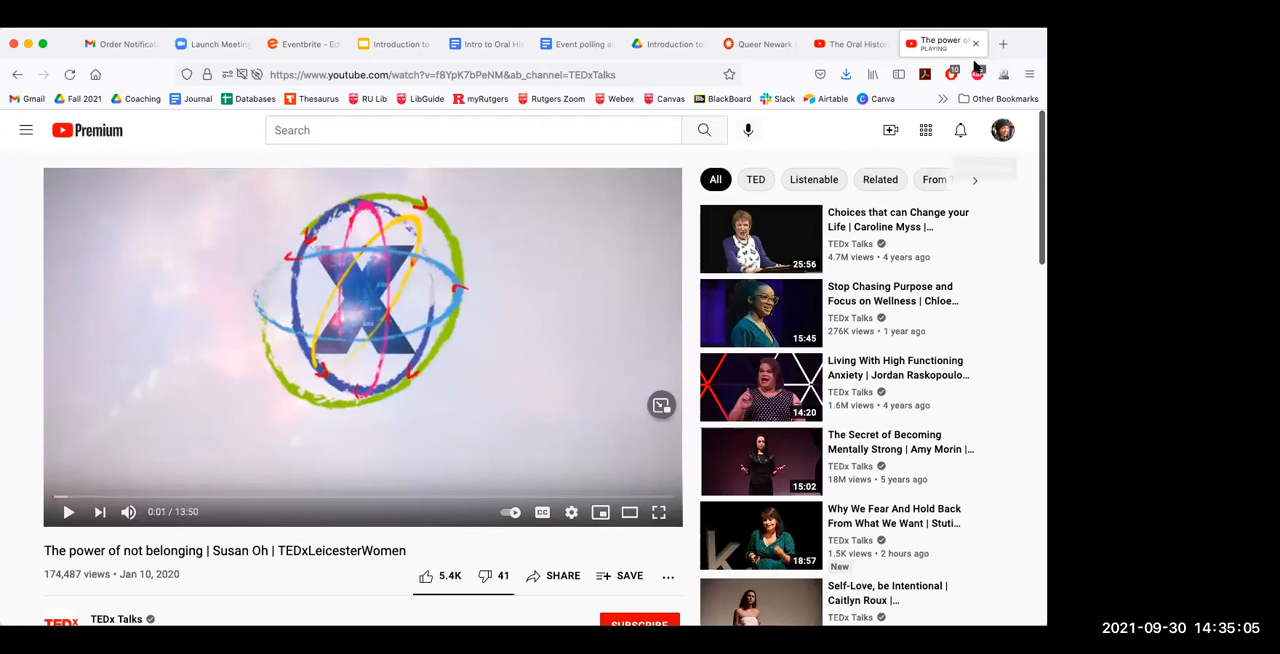 Order Notificati
Launch Meeting
Eventbrite - Edi
Introduction to
Intro to Oral His
Event polling a
Introduction to
Queer Newark
The Oral Histor
The power of
PLAYING
https://www.youtube.com/watch?v=f8YpK7bPeNM&ab_channel=TEDxTalks
10
Gmail
Fall 2021
Coaching
Journal
Databases
Thesaurus
RU Lib
LibGuide
myRutgers
Rutgers Zoom
Webex
Canvas
BlackBoard
Slack
Airtable
Canva
Other Bookmarks
Premium
Search
All
TED
Listenable
Related
From T
Choices that can Change your
Life | Caroline Myss |…
TEDx Talks
4.7M views • 4 years ago
25:56
Stop Chasing Purpose and
Focus on Wellness | Chloe…
TEDx Talks
276K views • 1 year ago
15:45
Living With High Functioning
Anxiety | Jordan Raskopoulo…
TEDx Talks
1.6M views • 4 years ago
14:20
The Secret of Becoming
Mentally Strong | Amy Morin |…
TEDx Talks
18M views • 5 years ago
15:02
Why We Fear And Hold Back
From What We Want | Stuti…
TEDx Talks
1.5K views • 2 hours ago
New
18:57
Self-Love, be Intentional |
Caitlyn Roux |…
TEDx Talks
X
0:01 / 13:50
CC
The power of not belonging | Susan Oh | TEDxLeicesterWomen
174,487 views • Jan 10, 2020
5.4K
41
SHARE
SAVE
TEDx
TEDx Talks
SUBSCRIBE
2021-09-30 14:35:05